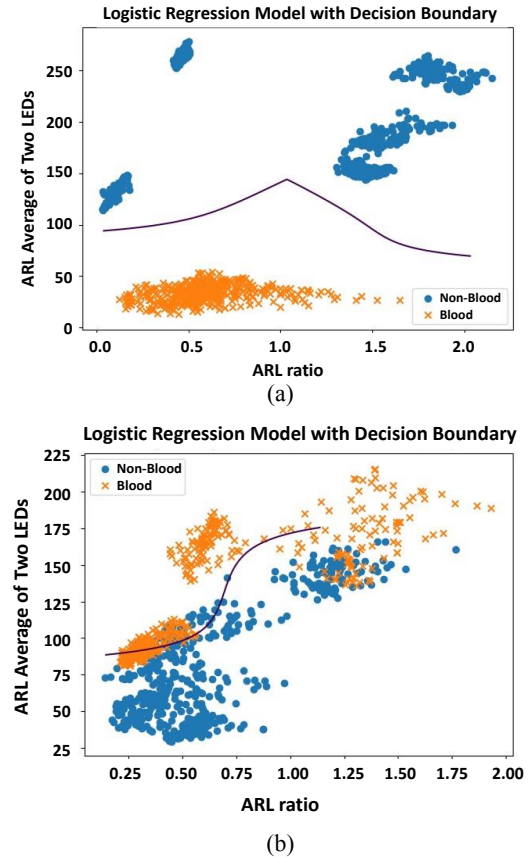 Logistic Regression Model with Decision Boundary
ARL Average of Two LEDs
250
200
150
100
50
0
0.0 0.5 1.0 1.5 2.0
Non-Blood
Blood
ARL ratio
(a)
Logistic Regression Model with Decision Boundary
ARL Average of Two LEDs
225
200
175
150
125
100
75
50
25
Non-Blood
Blood
0.25 0.50 0.75 1.00 1.25 1.50 1.75 2.00
ARL ratio
(b)